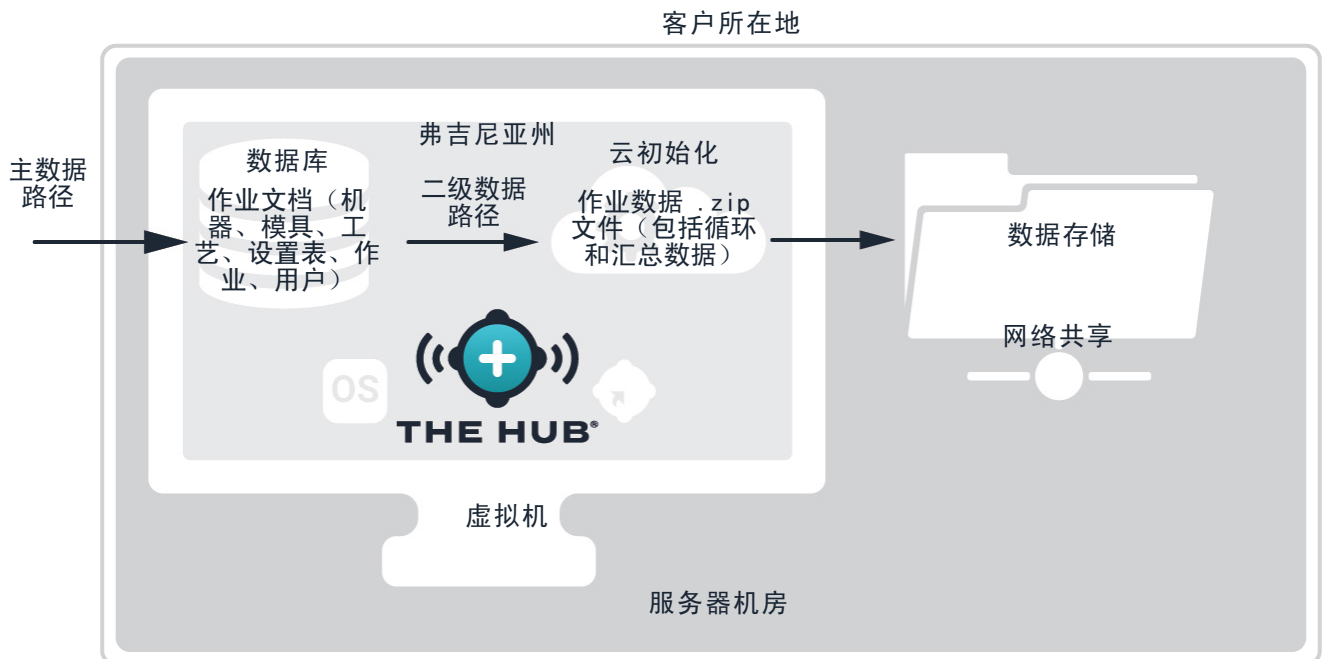 客户所在地
主数据
路径
数据库
作业文档（机
器、模具、工
艺、设置表、作
业、用户）
弗吉尼亚州
二级数据
路径
云初始化
作业数据 .zip
文件（包括循环
和汇总数据）
数据存储
网络共享
OS
THE HUB®
虚拟机
服务器机房